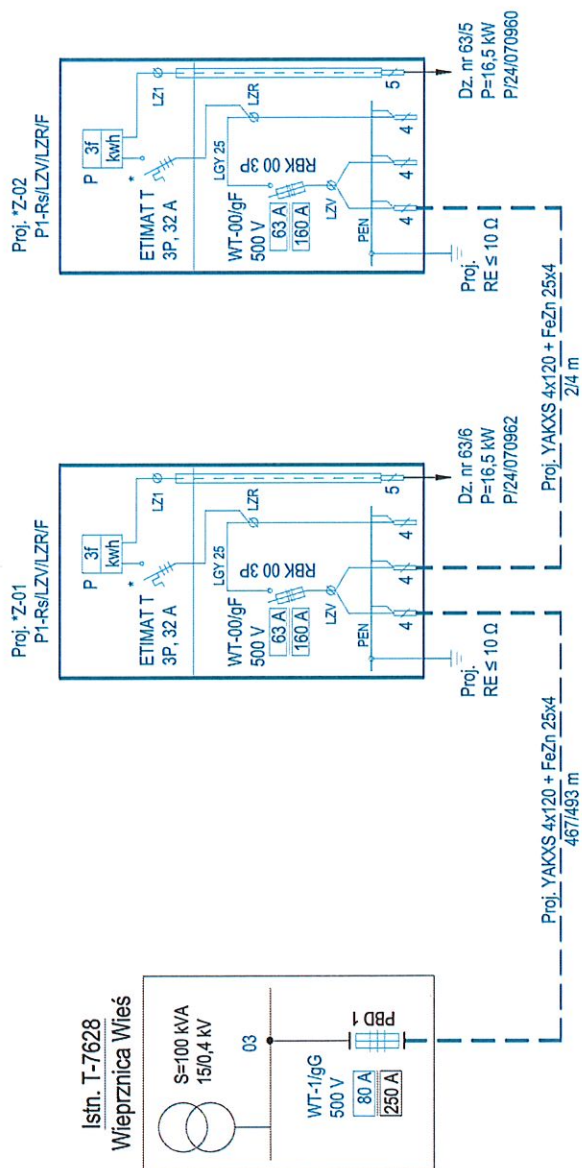 Istn. T-7628
Wieprznica Wieś
S=100 kVA
15/0,4 kV
03
WT-1/gG
500 V
80 A
250 A
PBD 1
Proj. YAKXS 4x120 + FeZn 25x4
467/493 m
Proj. *Z-01
P1-Rs/LZV/LZR/F
P
3f
kwh
*
LZ1
ETIMAT T
3P, 32 A
LZR
LGY 25
WT-00/gF
500 V
63 A
160 A
RBK 00 3P
LZV
PEN
4
4
4
5
Proj.
RE ≤ 10 Ω
Dz. nr 63/6
P=16,5 kW
P/24/070962
Proj. YAKXS 4x120 + FeZn 25x4
2/4 m
Proj. *Z-02
P1-Rs/LZV/LZR/F
P
3f
kwh
*
LZ1
ETIMAT T
3P, 32 A
LZR
LGY 25
WT-00/gF
500 V
63 A
160 A
RBK 00 3P
LZV
PEN
4
4
4
5
Proj.
RE ≤ 10 Ω
Dz. nr 63/5
P=16,5 kW
P/24/070960